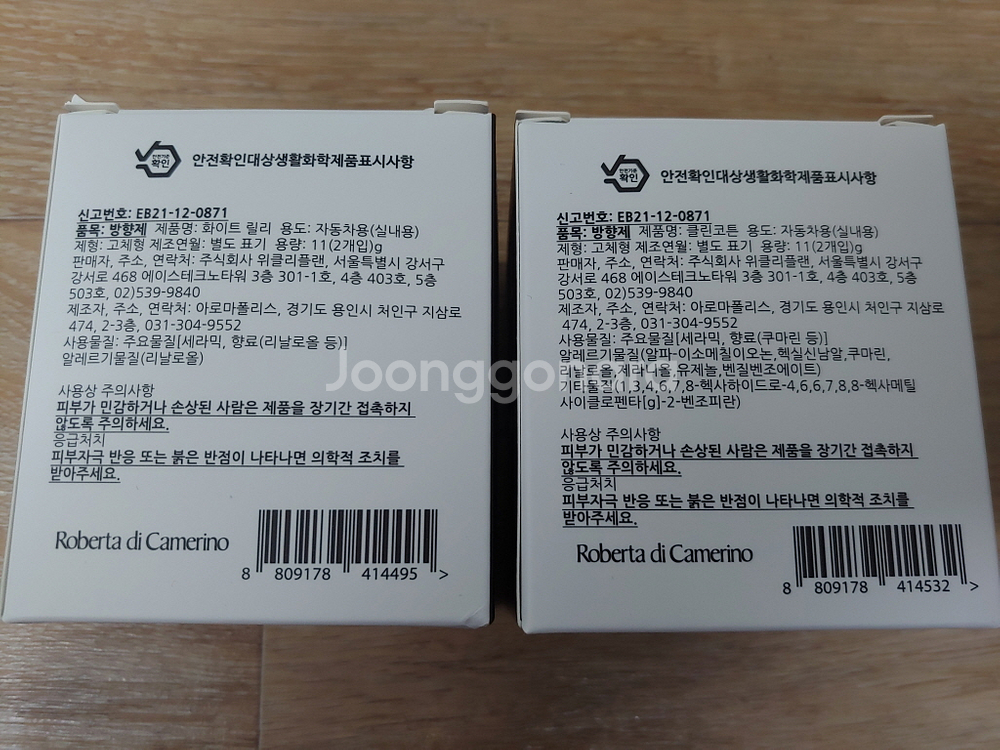 안전기준
확인
안전확인대상생활화학제품표시사항
신고번호: EB21-12-0871
품목: 방향제 제품명: 화이트 릴리 용도: 자동차용(실내용)
제형: 고체형 제조연월: 별도 표기 용량: 11(2개입)g
판매자, 주소, 연락처: 주식회사 위클리플랜, 서울특별시 강서구
강서로 468 에이스테크노타워 3층 301-1호, 4층 403호, 5층
503호, 02)539-9840
제조자, 주소, 연락처: 아로마폴리스, 경기도 용인시 처인구 지삼로
474, 2-3층, 031-304-9552
사용물질: 주요물질[세라믹, 향료(리날로올 등)]
알레르기물질(리날로올)
사용상 주의사항
피부가 민감하거나 손상된 사람은 제품을 장기간 접촉하지
않도록 주의하세요.
응급처치
피부자극 반응 또는 붉은 반점이 나타나면 의학적 조치를
받아주세요.
Roberta di Camerino
8 809178 414495 >
안전기준
확인
안전확인대상생활화학제품표시사항
신고번호: EB21-12-0871
품목: 방향제 제품명: 클린코튼 용도: 자동차용(실내용)
제형: 고체형 제조연월: 별도 표기 용량: 11(2개입)g
판매자, 주소, 연락처: 주식회사 위클리플랜, 서울특별시 강서구
강서로 468 에이스테크노타워 3층 301-1호, 4층 403호, 5층
503호, 02)539-9840
제조자, 주소, 연락처: 아로마폴리스, 경기도 용인시 처인구 지삼로
474, 2-3층, 031-304-9552
사용물질: 주요물질[세라믹, 향료(쿠마린 등)]
알레르기물질(알파-이소메칠이오논,헥실신남알,쿠마린,
리날로올,제라니올,유제놀,벤질벤조에이트)
기타물질(1,3,4,6,7,8-헥사하이드로-4,6,6,7,8,8-헥사메틸
사이클로펜타[g]-2-벤조피란)
사용상 주의사항
피부가 민감하거나 손상된 사람은 제품을 장기간 접촉하지
않도록 주의하세요.
응급처치
피부자극 반응 또는 붉은 반점이 나타나면 의학적 조치를
받아주세요.
Roberta di Camerino
8 809178 414532 >